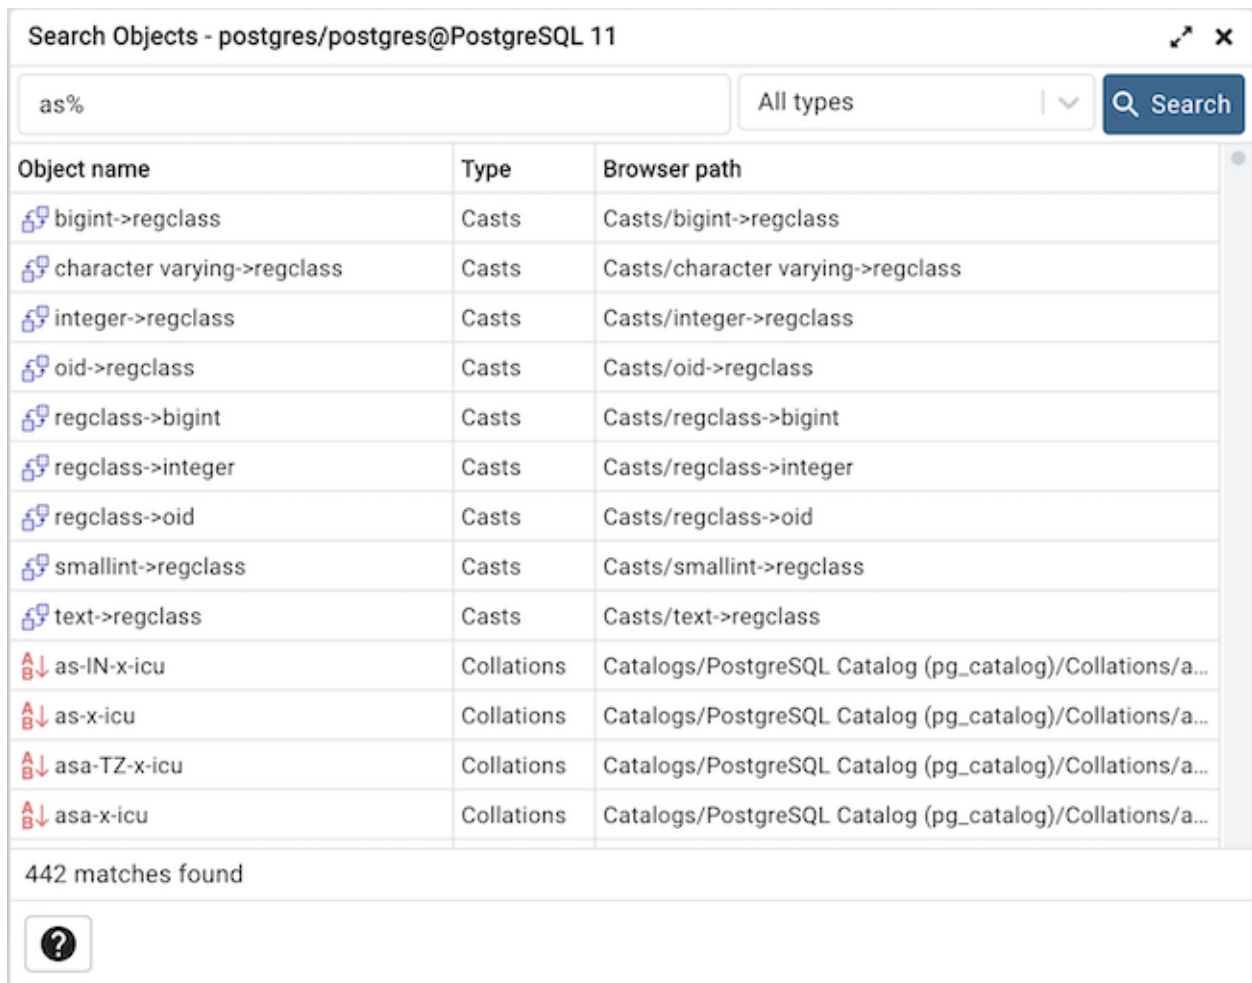 Search Objects - postgres/postgres@PostgreSQL 11
as% All types Search
Object name Type Browser path
bigint->regclass Casts Casts/bigint->regclass
character varying->regclass Casts Casts/character varying->regclass
integer->regclass Casts Casts/integer->regclass
oid->regclass Casts Casts/oid->regclass
regclass->bigint Casts Casts/regclass->bigint
regclass->integer Casts Casts/regclass->integer
regclass->oid Casts Casts/regclass->oid
smallint->regclass Casts Casts/smallint->regclass
text->regclass Casts Casts/text->regclass
as-IN-x-icu Collations Catalogs/PostgreSQL Catalog (pg_catalog)/Collations/a...
as-x-icu Collations Catalogs/PostgreSQL Catalog (pg_catalog)/Collations/a...
asa-TZ-x-icu Collations Catalogs/PostgreSQL Catalog (pg_catalog)/Collations/a...
asa-x-icu Collations Catalogs/PostgreSQL Catalog (pg_catalog)/Collations/a...
442 matches found